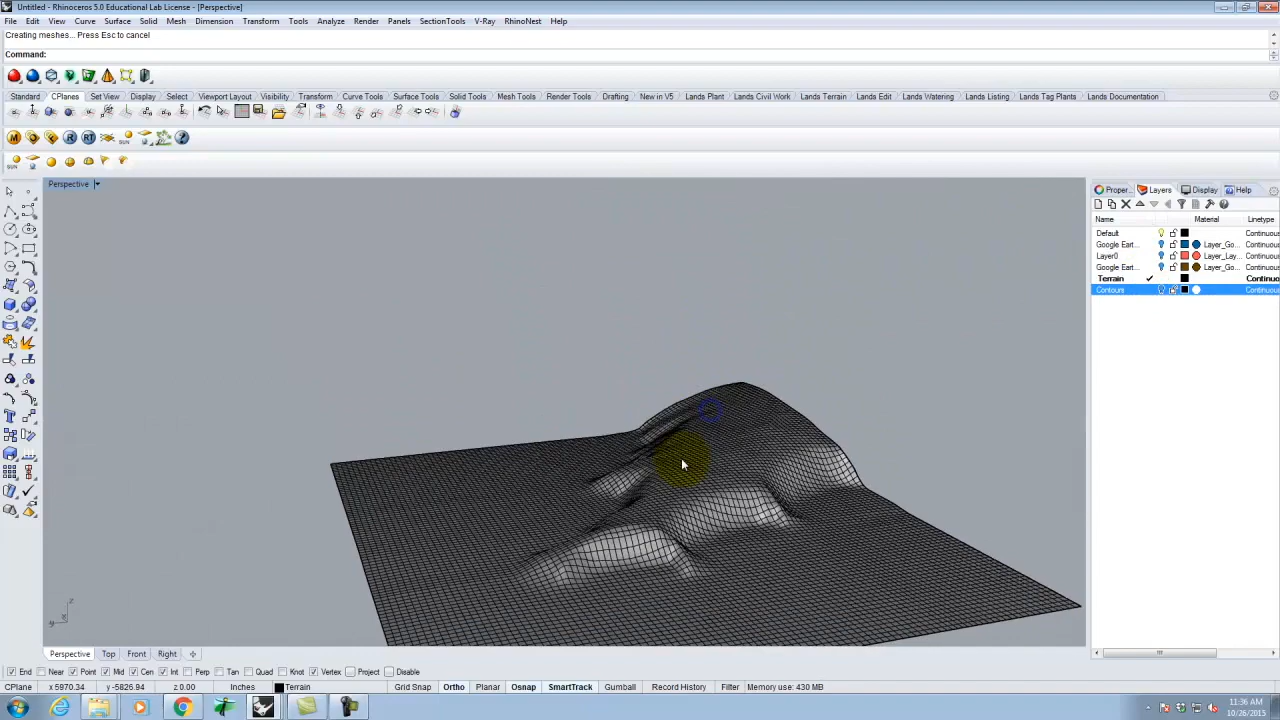 Untitled - Rhinoceros 5.0 Educational Lab License - [Perspective]
File Edit View Curve Surface Solid Mesh Dimension Transform Tools Analyze Render Panels SectionTools V-Ray RhinoNest Help
Creating meshes... Press Esc to cancel
Command:
Standard CPlanes Set View Display Select Viewport Layout Visibility Transform Curve Tools Surface Tools Solid Tools Mesh Tools Render Tools Drafting New in V5 Lands Plant Lands Civil Work Lands Terrain Lands Edit Lands Watering Lands Listing Lands Tag Plants Lands Documentation
M R RT SUN
SUN
Perspective
Proper... Layers Display Help
Name Material Linetype
Default Continuous
Google Eart... Layer_Go... Continuous
Layer0 Layer_Lay... Continuous
Google Eart... Layer_Go... Continuous
Terrain Continuous
Contours Continuous
z
y
Perspective Top Front Right
End Near Point Mid Cen Int Perp Tan Quad Knot Vertex Project Disable
CPlane x 5970.34 y -5826.94 z 0.00 Inches Terrain Grid Snap Ortho Planar Osnap SmartTrack Gumball Record History Filter Memory use: 430 MB
11:36 AM
10/26/2015